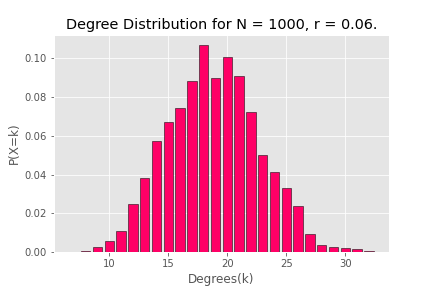 Degree Distribution for N = 1000, r = 0.06.
0.10
0.08
0.06
0.04
0.02
0.00
P(X=k)
10 15 20 25 30
Degrees(k)